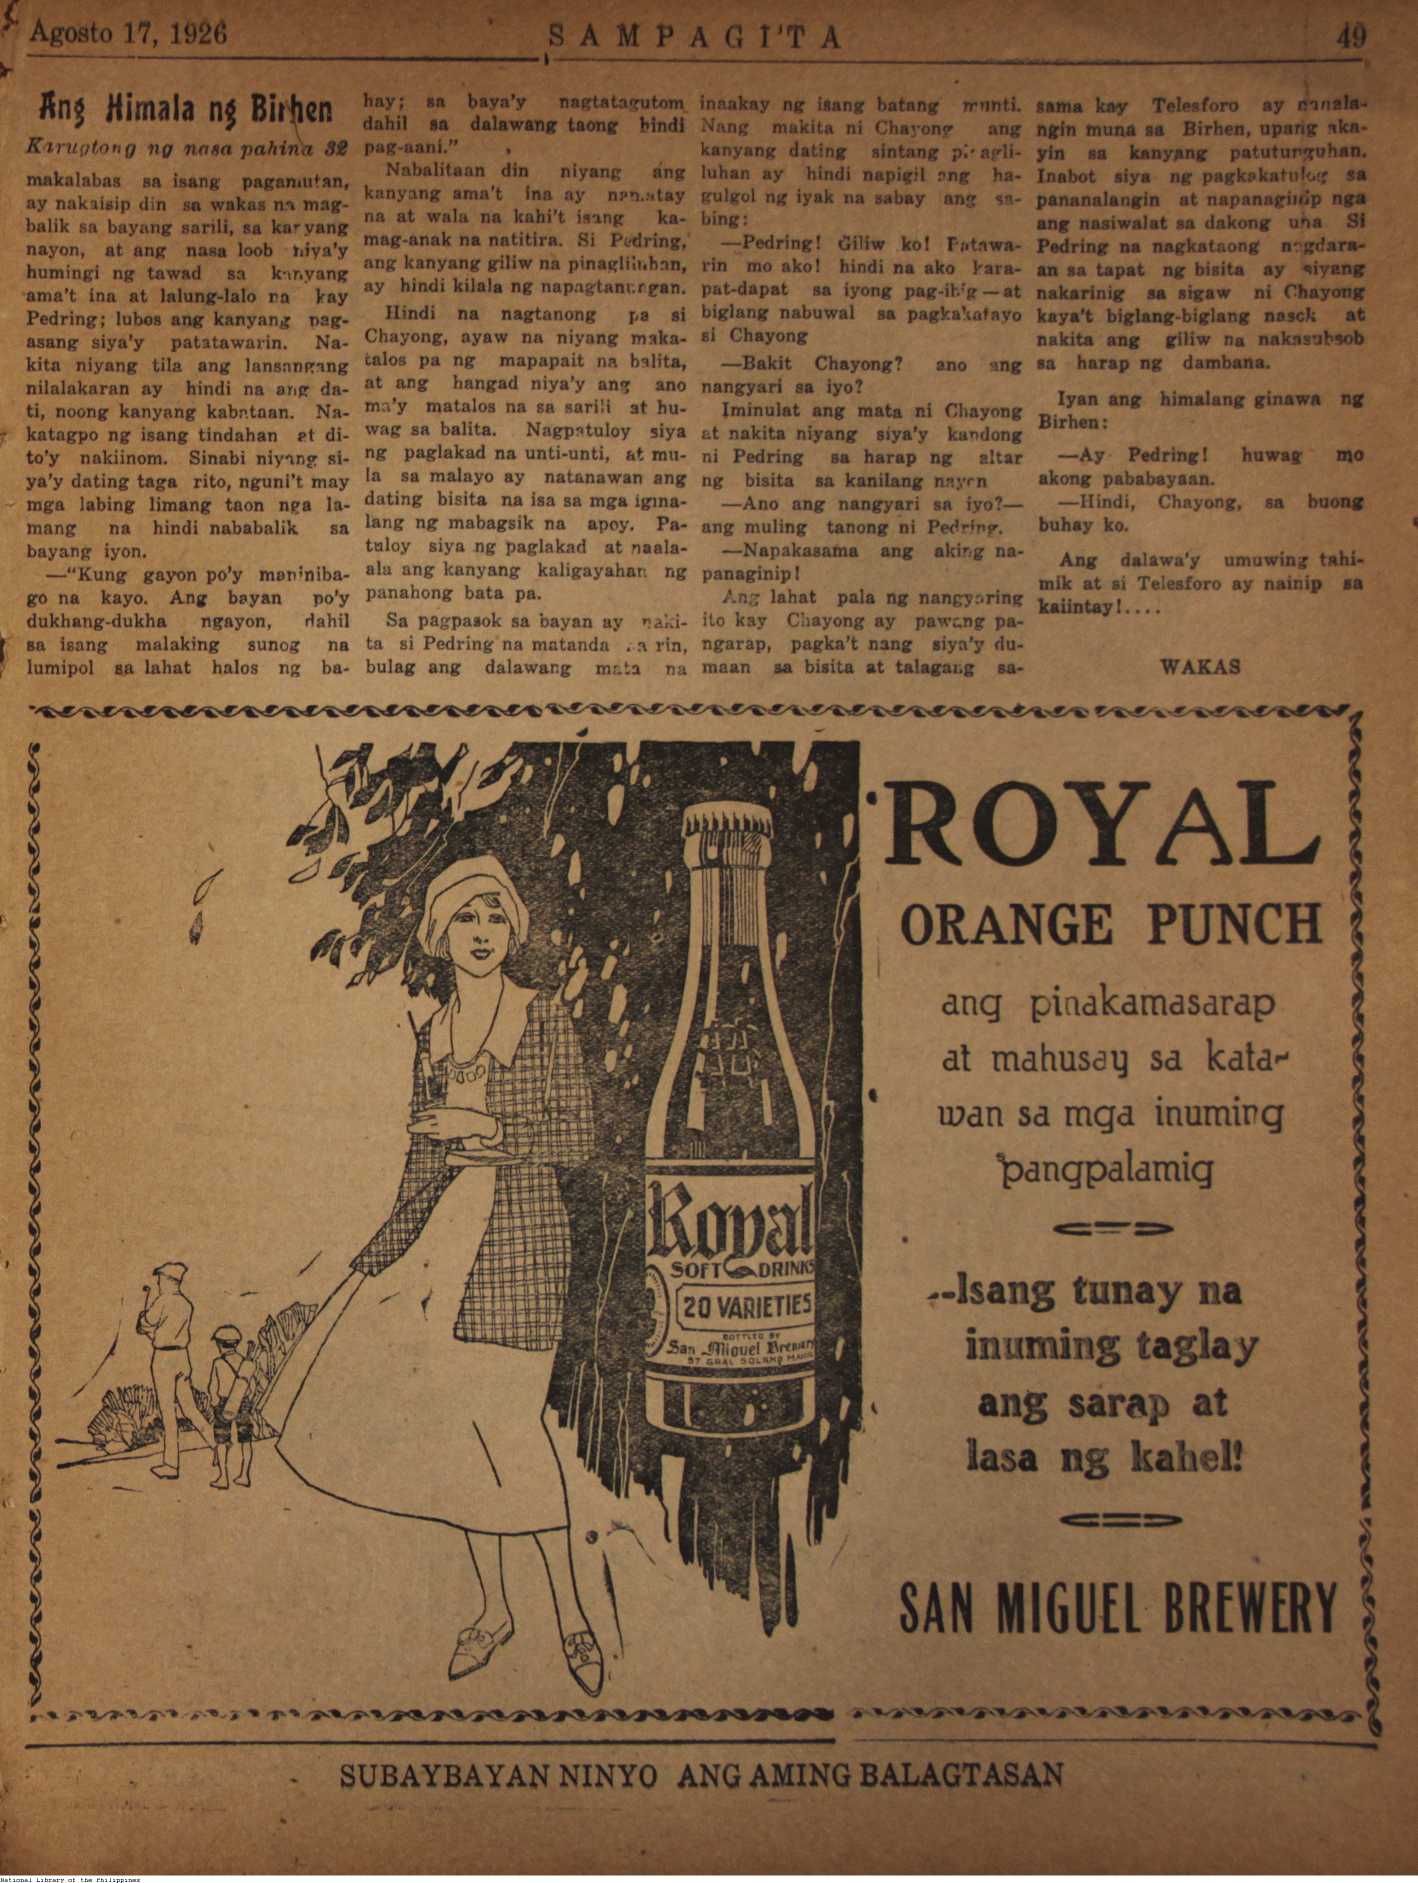 Agosto 17, 1926
SAMPAGITA
49
Ang Himala ng Birhen
Karugtong ng nasa pahina 32
makalabas sa isang pagamutan,
ay nakaisip din sa wakas na mag-
balik sa bayang sarili, sa kanyang
nayon, at ang nasa loob niya'y
humingi ng tawad sa kanyang
ama't ina at lalung-lalo na kay
Pedring; lubos ang kanyang pag-
asang siya'y patatawarin. Na-
kita niyang tila ang lansangang
nilalakaran ay hindi na ang da-
ti, noong kanyang kabataan. Na-
katagpo ng isang tindahan at di-
to'y nakiinom. Sinabi niyang si-
ya'y dating taga rito, nguni't may
mga labing limang taon nga la-
mang na hindi nababalik sa
bayang iyon.
—"Kung gayon po'y maniniba-
go na kayo. Ang bayan po'y
dukhang-dukha ngayon, dahil
sa isang malaking sunog na
lumipol sa lahat halos ng ba-
hay; sa baya'y nagtatagutom
dahil sa dalawang taong hindi
pag-aani."
Nabalitaan din niyang ang
kanyang ama't ina ay namatay
na at wala na kahi't isang ka-
mag-anak na natitira. Si Pedring,
ang kanyang giliw na pinagliluhan,
ay hindi kilala ng napagtanungan.
Hindi na nagtanong pa si
Chayong, ayaw na niyang maka-
talos pa ng mapapait na balita,
at ang hangad niya'y ang ano
ma'y matalos na sa sarili at hu-
wag sa balita. Nagpatuloy siya
ng paglakad na unti-unti, at mu-
la sa malayo ay natanawan ang
dating bisita na isa sa mga igina-
lang ng mabagsik na apoy. Pa-
tuloy siya ng paglakad at naala-
ala ang kanyang kaligayahan ng
panahong bata pa.
Sa pagpasok sa bayan ay naki-
ta si Pedring na matanda na rin,
bulag ang dalawang mata na
inaakay ng isang batang munti.
Nang makita ni Chayong ang
kanyang dating sintang pinagli-
luhan ay hindi napigil ang ha-
gulgol ng iyak na sabay ang sa-
bing:
—Pedring! Giliw ko! Patawa-
rin mo ako! hindi na ako kara-
pat-dapat sa iyong pag-ibig—at
biglang nabuwal sa pagkakatayo
si Chayong
—Bakit Chayong? ano ang
nangyari sa iyo?
Iminulat ang mata ni Chayong
at nakita niyang siya'y kandong
ni Pedring sa harap ng altar
ng bisita sa kanilang nayon
—Ano ang nangyari sa iyo?—
ang muling tanong ni Pedring.
—Napakasama ang aking na-
panaginip!
Ang lahat pala ng nangyaring
ito kay Chayong ay pawang pa-
ngarap, pagka't nang siya'y du-
maan sa bisita at talagang sa-
sama kay Telesforo ay nanala-
ngin muna sa Birhen, upang aka-
yin sa kanyang patutunguhan.
Inabot siya ng pagkakatulog sa
pananalangin at napanaginip nga
ang nasiwalat sa dakong una Si
Pedring na nagkataong nagdara-
an sa tapat ng bisita ay siyang
nakarinig sa sigaw ni Chayong
kaya't biglang-biglang nasok at
nakita ang giliw na nakasubsob
sa harap ng dambana.
Iyan ang himalang ginawa ng
Birhen:
—Ay Pedring! huwag mo
akong pababayaan.
—Hindi, Chayong, sa buong
buhay ko.
Ang dalawa'y umuwing tahi-
mik at si Telesforo ay nainip sa
kaiintay!....
WAKAS
ROYAL
ORANGE PUNCH
ang pinakamasarap
at mahusay sa kata-
wan sa mga inuming
pangpalamig
--Isang tunay na
inuming taglay
ang sarap at
lasa ng kahel!
SAN MIGUEL BREWERY
Royal
SOFT DRINKS
20 VARIETIES
BOTTLED BY
San Miguel Brewery
37 GRAL SOLANO MANILA
SUBAYBAYAN NINYO ANG AMING BALAGTASAN
National Library of the Philippines